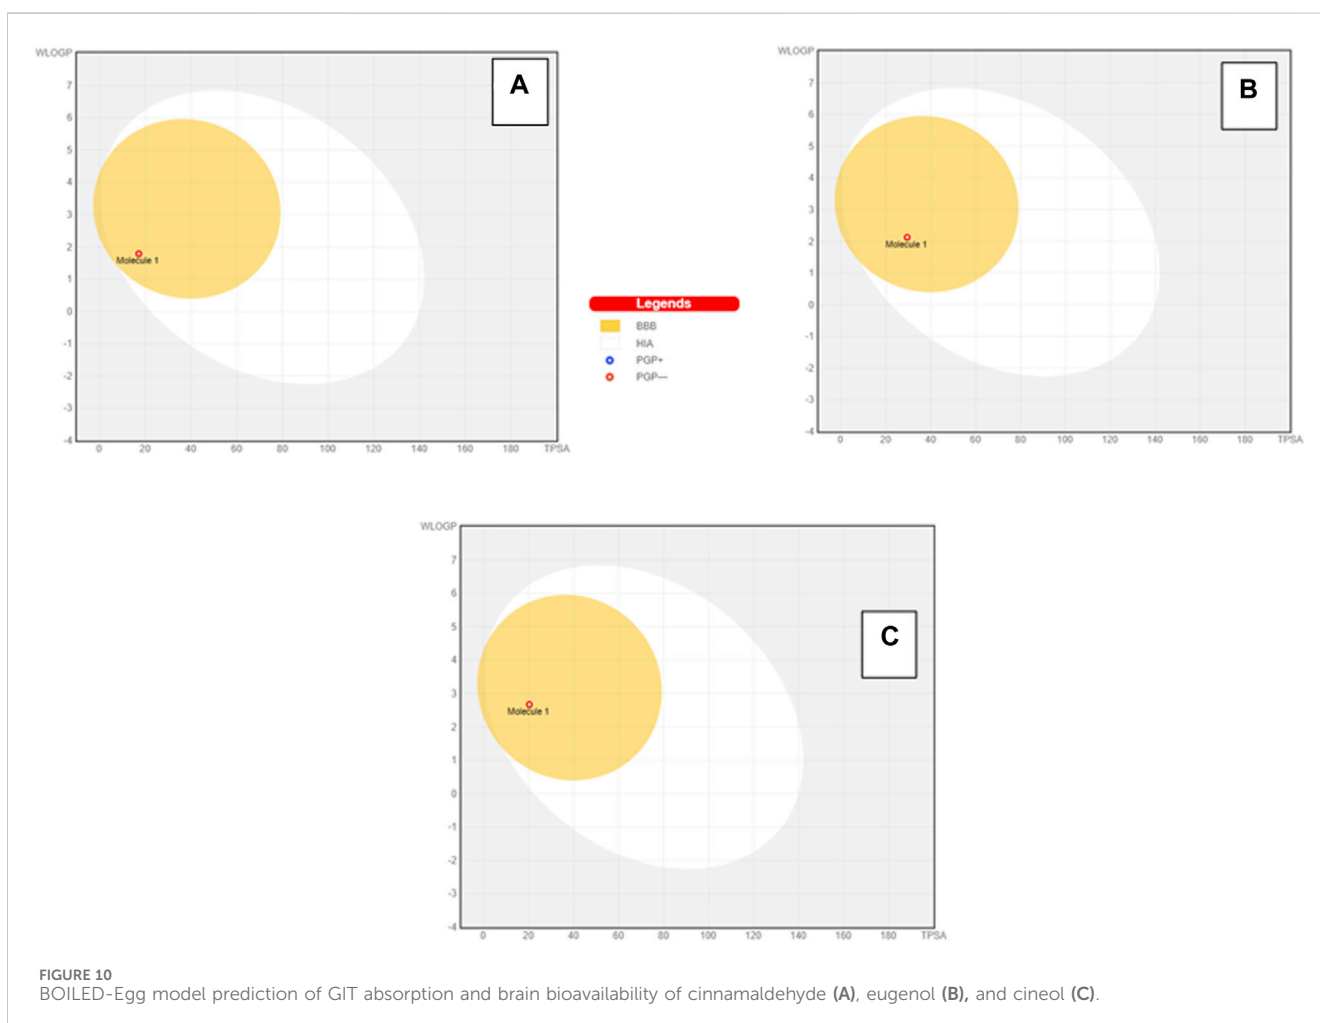 WLOGP
A
7
6
5
4
3
2
1
0
-1
-2
-3
-4
Molecule 1
0 20 40 60 80 100 120 140 160 180 TPSA
WLOGP
B
7
6
5
4
3
2
1
0
-1
-2
-3
-4
Molecule 1
0 20 40 60 80 100 120 140 160 180 TPSA
Legends
BBB
HIA
PGP+
PGP—
WLOGP
C
7
6
5
4
3
2
1
0
-1
-2
-3
-4
Molecule 1
0 20 40 60 80 100 120 140 160 180 TPSA
FIGURE 10
BOILED-Egg model prediction of GIT absorption and brain bioavailability of cinnamaldehyde (A), eugenol (B), and cineol (C).